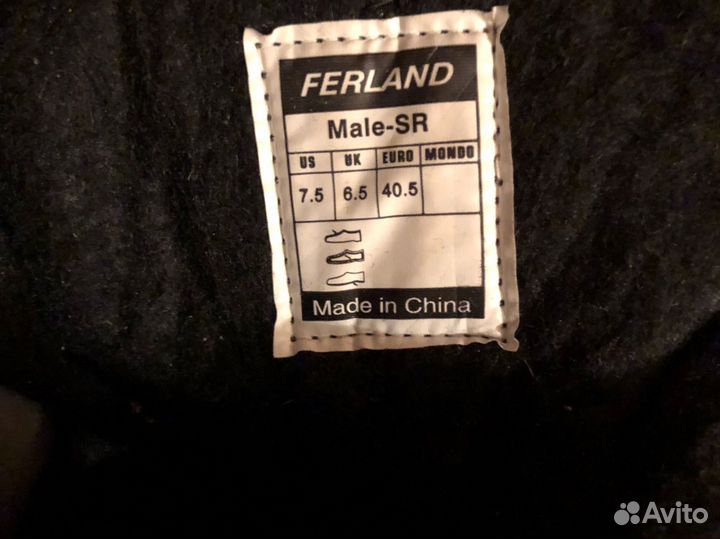 FERLAND
Male-SR
US UK EURO MONDO
7.5 6.5 40.5
Made in China
Avito